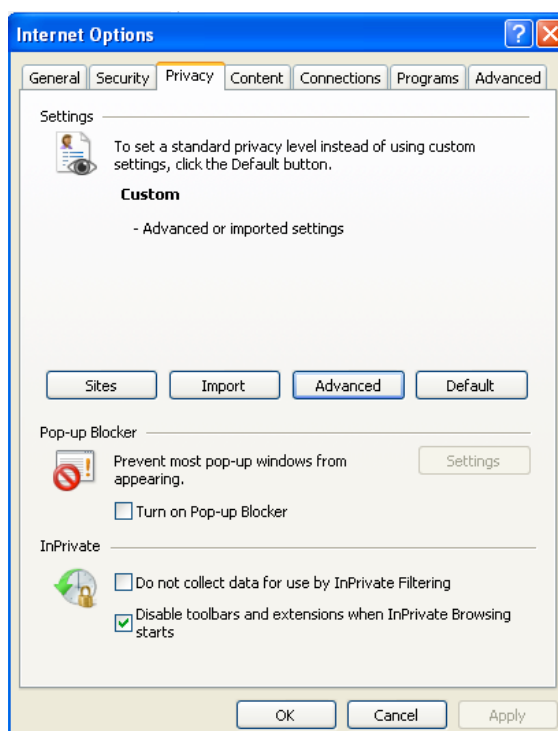 Internet Options
General Security Privacy Content Connections Programs Advanced
Settings
To set a standard privacy level instead of using custom
settings, click the Default button.
Custom
- Advanced or imported settings
Sites Import Advanced Default
Pop-up Blocker
Prevent most pop-up windows from
appearing.
Settings
Turn on Pop-up Blocker
InPrivate
Do not collect data for use by InPrivate Filtering
Disable toolbars and extensions when InPrivate Browsing
starts
OK Cancel Apply